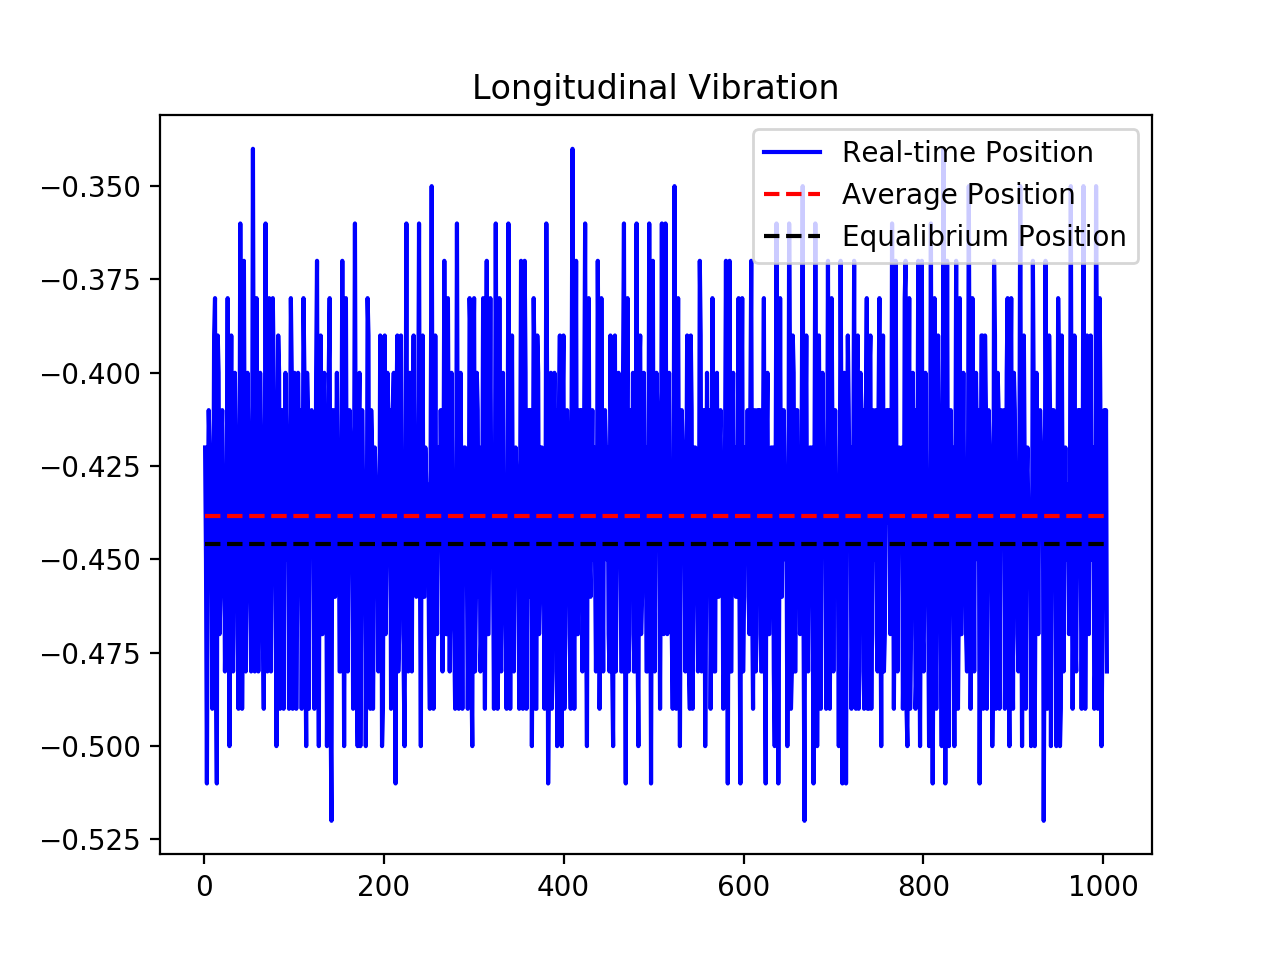 Longitudinal Vibration
Real-time Position
Average Position
Equalibrium Position
−0.350
−0.375
−0.400
−0.425
−0.450
−0.475
−0.500
−0.525
0 200 400 600 800 1000